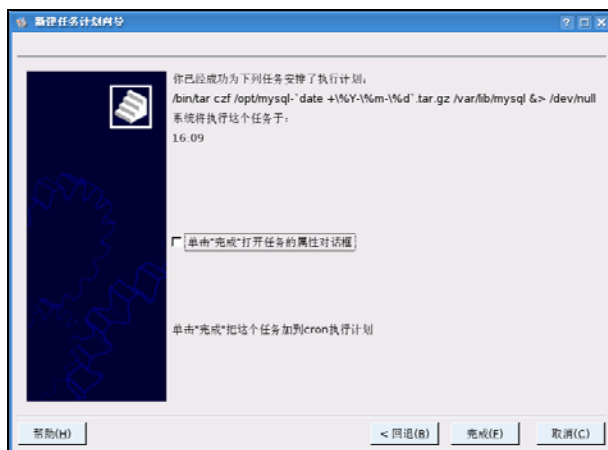 新建任务计划向导
你已经成功为下列任务安排了执行计划:
/bin/tar czf /opt/mysql-`date +\%Y-\%m-\%d`.tar.gz /var/lib/mysql &> /dev/null
系统将执行这个任务于:
16:09
单击"完成"打开任务的属性对话框
单击"完成"把这个任务加到cron执行计划
帮助(H)
< 回退(B)
完成(F)
取消(C)